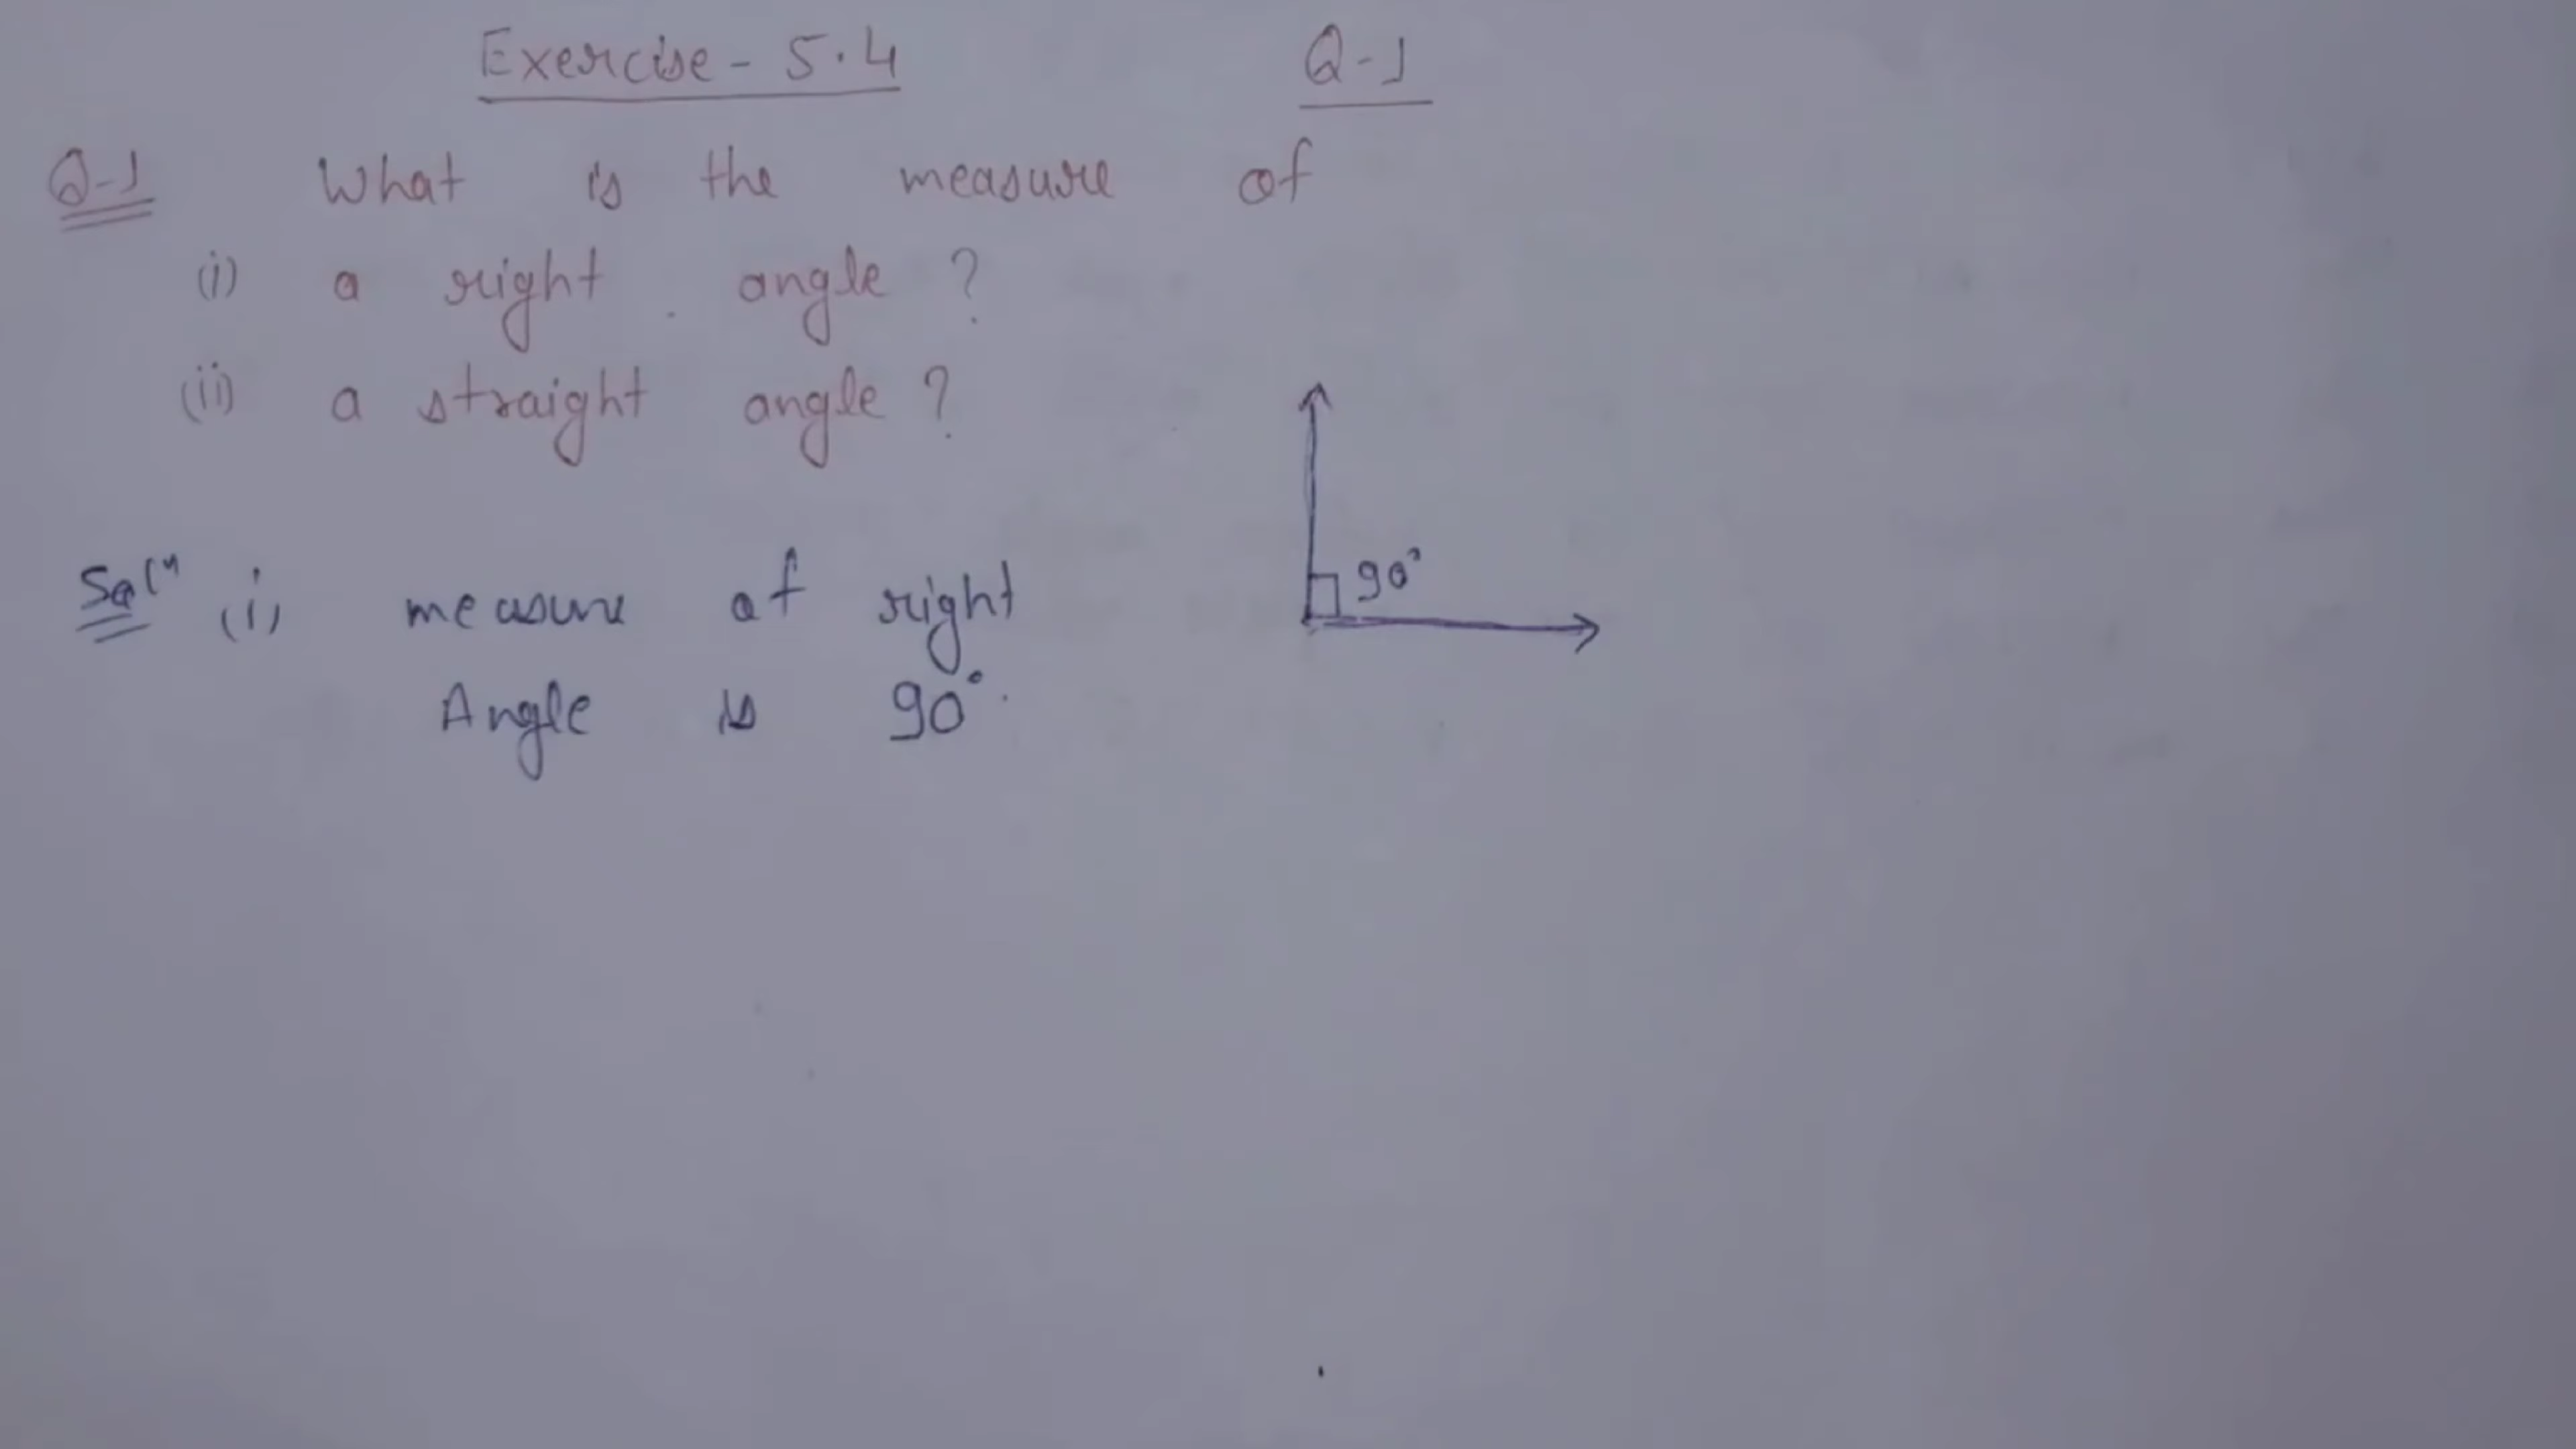 Exercise - 5.4 Q-1
Q-1 What is the measure of
(i) a right angle ?
(ii) a straight angle ?
Solⁿ (i) measure of right
Angle is 90°.
90°